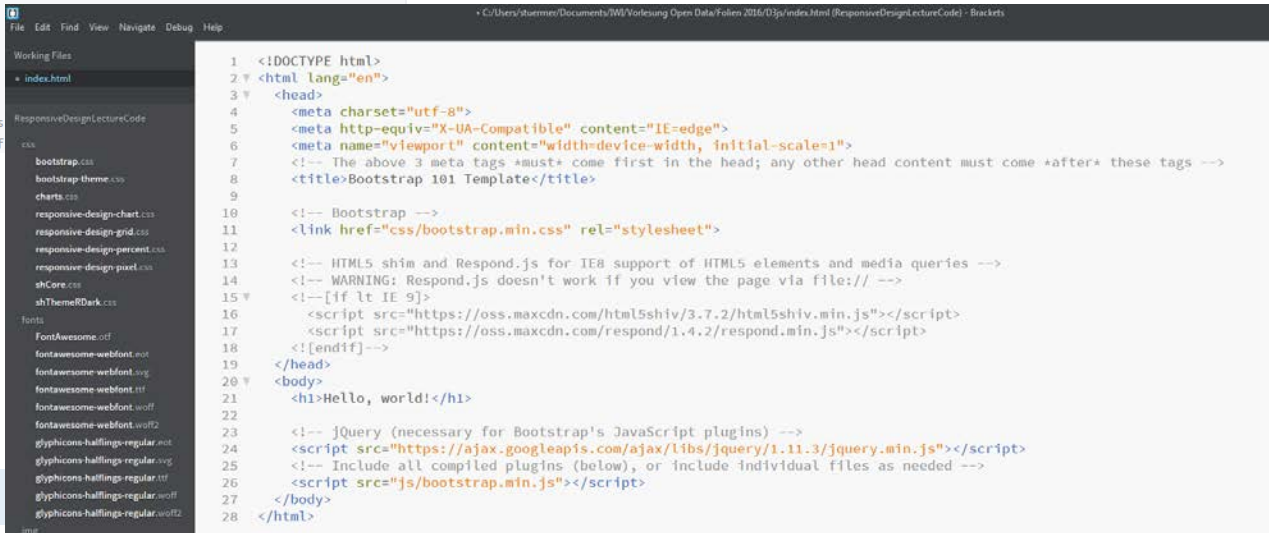 • C:/Users/stuermer/Documents/IWI/Vorlesung Open Data/Folien 2016/D3js/index.html (ResponsiveDesignLectureCode) - Brackets
File Edit Find View Navigate Debug Help
Working Files
• index.html
ResponsiveDesignLectureCode
css
bootstrap.css
bootstrap-theme.css
charts.css
responsive-design-chart.css
responsive-design-grid.css
responsive-design-percent.css
responsive-design-pixel.css
shCore.css
shThemeRDark.css
fonts
FontAwesome.otf
fontawesome-webfont.eot
fontawesome-webfont.svg
fontawesome-webfont.ttf
fontawesome-webfont.woff
fontawesome-webfont.woff2
glyphicons-halflings-regular.eot
glyphicons-halflings-regular.svg
glyphicons-halflings-regular.ttf
glyphicons-halflings-regular.woff
glyphicons-halflings-regular.woff2
img
1 <!DOCTYPE html>
2 <html lang="en">
3 <head>
4 <meta charset="utf-8">
5 <meta http-equiv="X-UA-Compatible" content="IE=edge">
6 <meta name="viewport" content="width=device-width, initial-scale=1">
7 <!-- The above 3 meta tags *must* come first in the head; any other head content must come *after* these tags -->
8 <title>Bootstrap 101 Template</title>
9
10 <!-- Bootstrap -->
11 <link href="css/bootstrap.min.css" rel="stylesheet">
12
13 <!-- HTML5 shim and Respond.js for IE8 support of HTML5 elements and media queries -->
14 <!-- WARNING: Respond.js doesn't work if you view the page via file:// -->
15 <!--[if lt IE 9]>
16 <script src="https://oss.maxcdn.com/html5shiv/3.7.2/html5shiv.min.js"></script>
17 <script src="https://oss.maxcdn.com/respond/1.4.2/respond.min.js"></script>
18 <![endif]-->
19 </head>
20 <body>
21 <h1>Hello, world!</h1>
22
23 <!-- jQuery (necessary for Bootstrap's JavaScript plugins) -->
24 <script src="https://ajax.googleapis.com/ajax/libs/jquery/1.11.3/jquery.min.js"></script>
25 <!-- Include all compiled plugins (below), or include individual files as needed -->
26 <script src="js/bootstrap.min.js"></script>
27 </body>
28 </html>